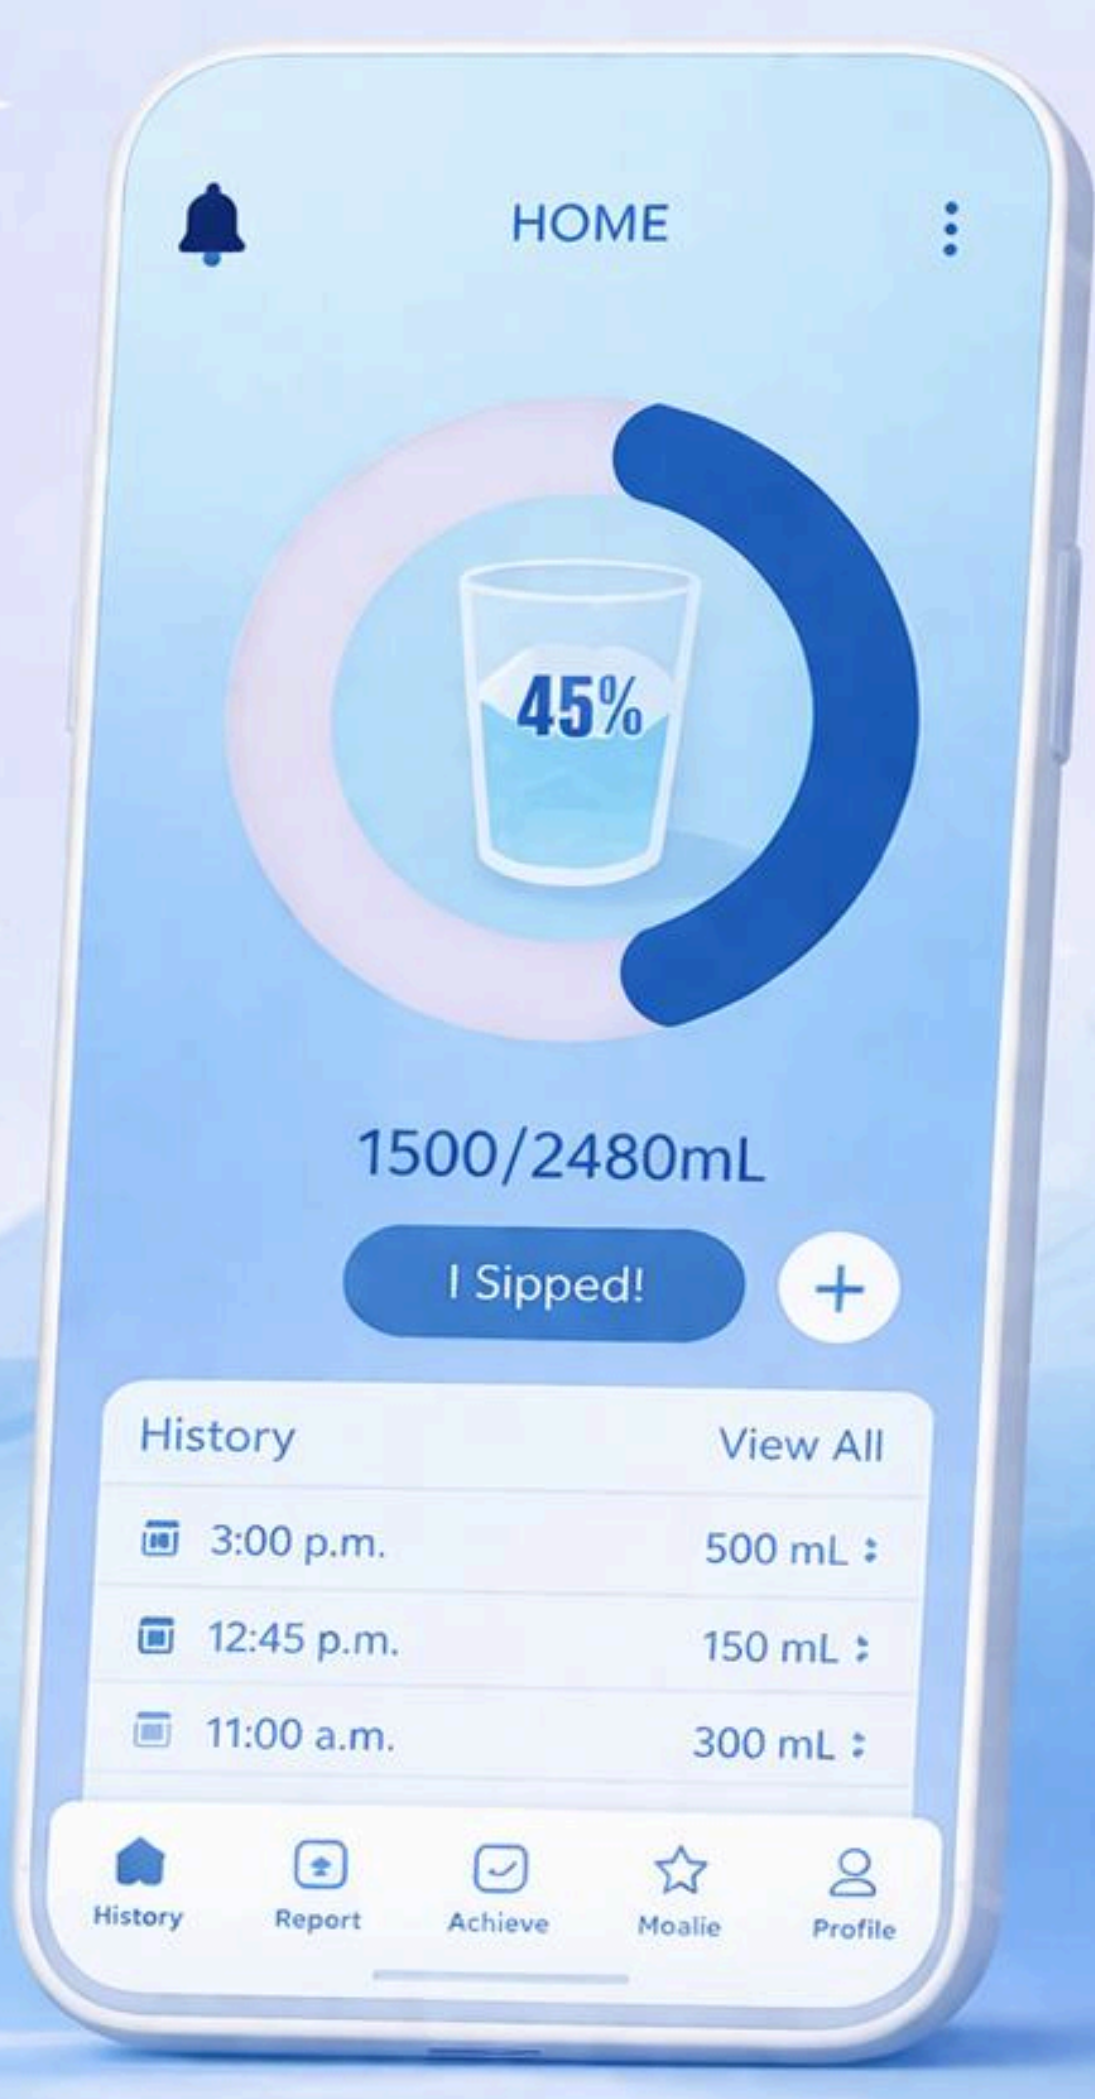 HOME
45%
1500/2480mL
I Sipped!
+
History View All
3:00 p.m. 500 mL
12:45 p.m. 150 mL
11:00 a.m. 300 mL
History Report Achieve Moalie Profile